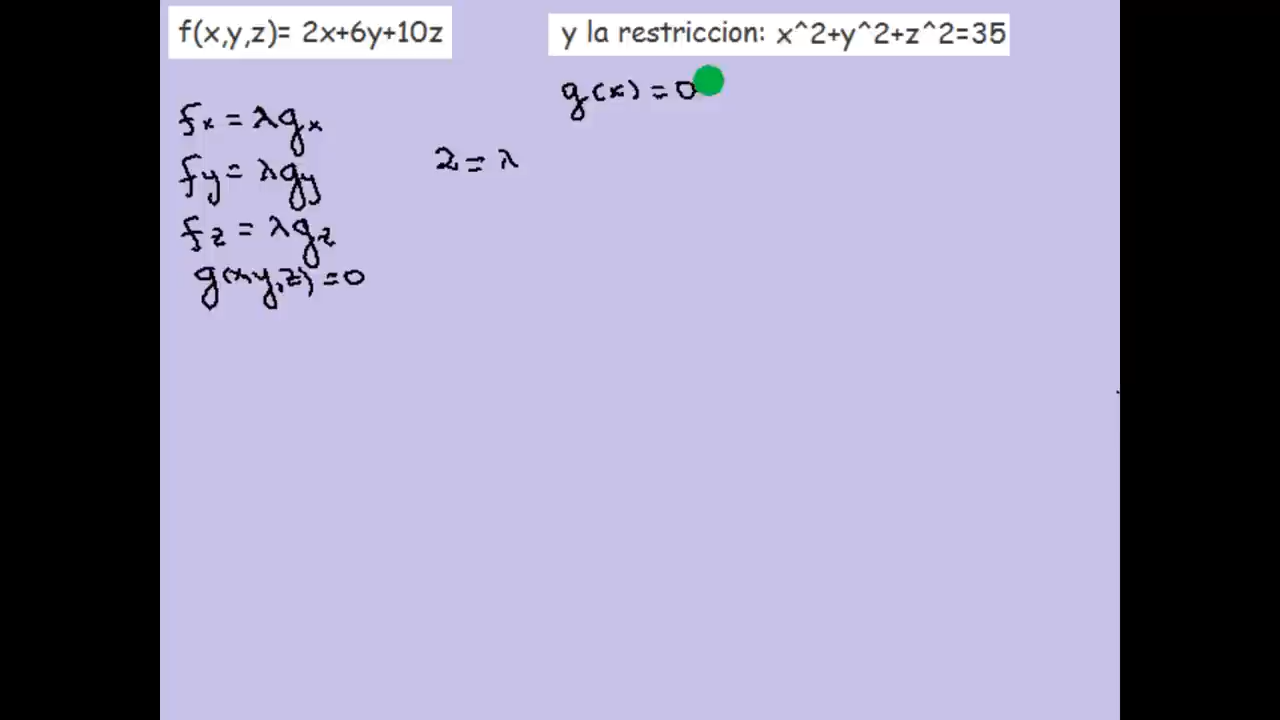 f(x,y,z)= 2x+6y+10z
y la restriccion: x^2+y^2+z^2=35
g(x) = 0
fx = λgx
2 = λ
fy = λgy
fz = λgz
g(x,y,z) = 0